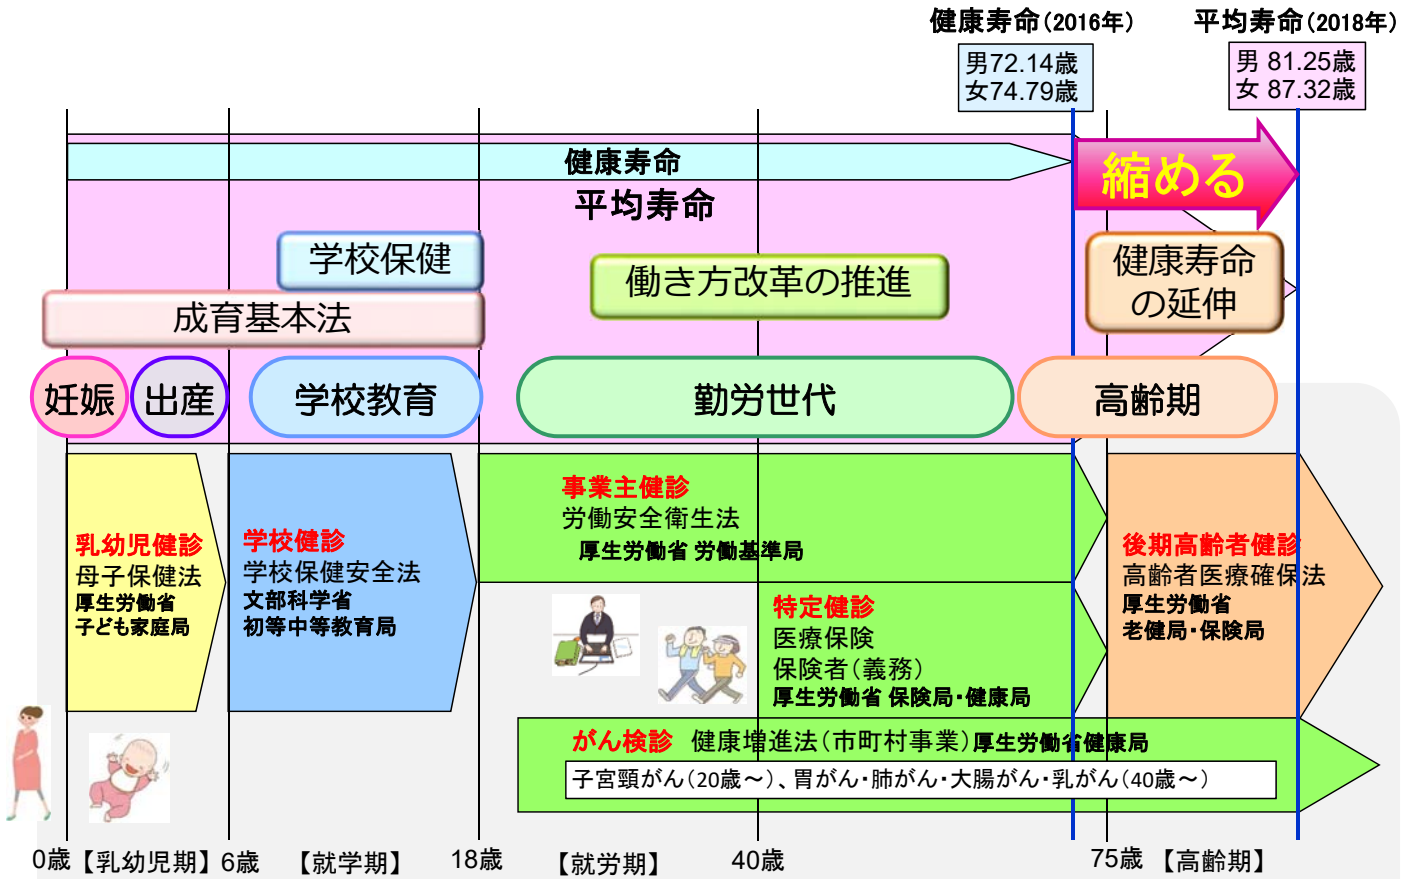 健康寿命（2016年）
男72.14歳
女74.79歳
平均寿命（2018年）
男 81.25歳
女 87.32歳
健康寿命
縮める
平均寿命
学校保健
成育基本法
働き方改革の推進
健康寿命
の延伸
妊娠
出産
学校教育
勤労世代
高齢期
乳幼児健診
母子保健法
厚生労働省
子ども家庭局
学校健診
学校保健安全法
文部科学省
初等中等教育局
事業主健診
労働安全衛生法
厚生労働省 労働基準局
特定健診
医療保険
保険者（義務）
厚生労働省 保険局・健康局
後期高齢者健診
高齢者医療確保法
厚生労働省
老健局・保険局
がん検診 健康増進法（市町村事業）厚生労働省健康局
子宮頸がん（20歳～）、胃がん・肺がん・大腸がん・乳がん（40歳～）
0歳 【乳幼児期】 6歳 【就学期】 18歳 【就労期】 40歳 75歳 【高齢期】